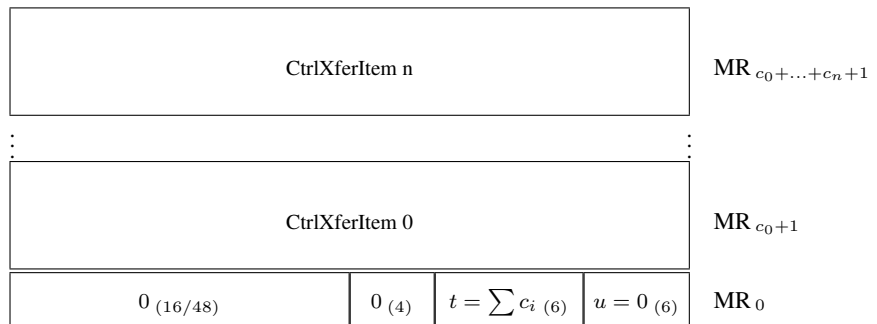 CtrlXferItem n MR c₀+...+cₙ+1
⋮ ⋮
CtrlXferItem 0 MR c₀+1
0 (16/48) 0 (4) t = ∑ cᵢ (6) u = 0 (6) MR 0